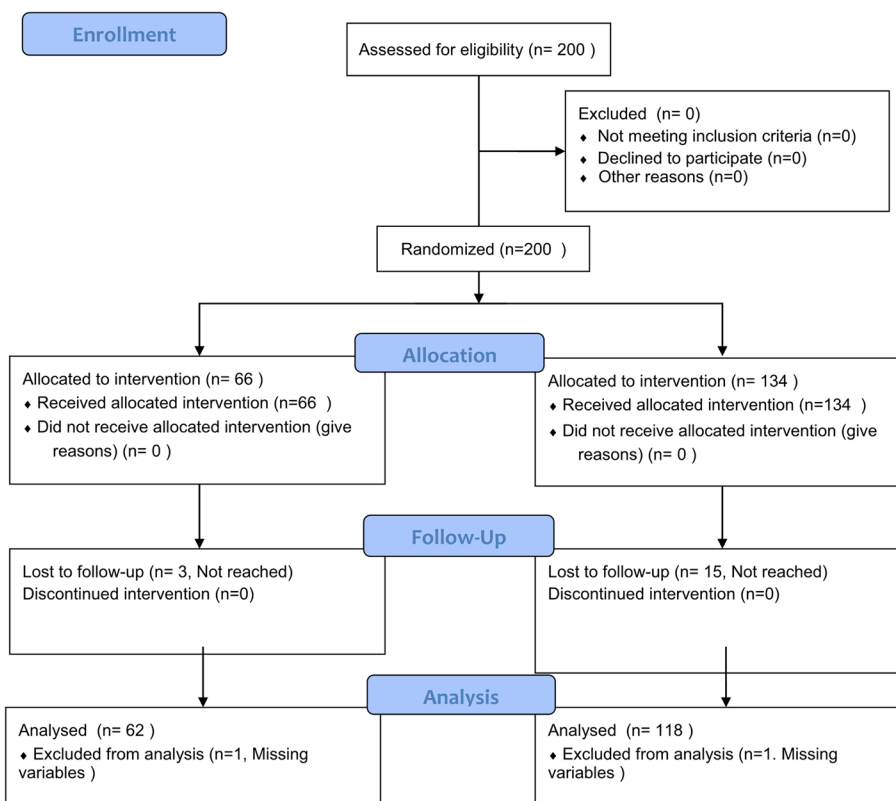 Enrollment
Assessed for eligibility (n= 200 )
Excluded (n= 0)
♦ Not meeting inclusion criteria (n=0)
♦ Declined to participate (n=0)
♦ Other reasons (n=0)
Randomized (n=200 )
Allocation
Allocated to intervention (n= 66 )
♦ Received allocated intervention (n=66 )
♦ Did not receive allocated intervention (give
reasons) (n= 0 )
Allocated to intervention (n= 134 )
♦ Received allocated intervention (n=134 )
♦ Did not receive allocated intervention (give
reasons) (n= 0 )
Follow-Up
Lost to follow-up (n= 3, Not reached)
Discontinued intervention (n=0)
Lost to follow-up (n= 15, Not reached)
Discontinued intervention (n=0)
Analysis
Analysed (n= 62 )
♦ Excluded from analysis (n=1, Missing
variables )
Analysed (n= 118 )
♦ Excluded from analysis (n=1. Missing
variables )